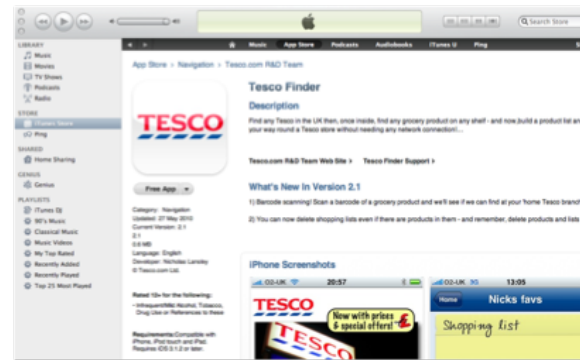 Search Store
LIBRARY
Music
Movies
TV Shows
Podcasts
Radio
STORE
iTunes Store
Ping
SHARED
Home Sharing
GENIUS
Genius
PLAYLISTS
iTunes DJ
90's Music
Classical Music
Music Videos
My Top Rated
Recently Added
Recently Played
Top 25 Most Played
Music App Store Podcasts Audiobooks iTunes U Ping
App Store > Navigation > Tesco.com R&D Team
TESCO
Free App
Category: Navigation
Updated: 27 May 2010
Current Version: 2.1
2.1
0.6 MB
Language: English
Developer: Nicholas Lansley
© Tesco.com Ltd.
Rated 12+ for the following:
Infrequent/Mild Alcohol, Tobacco,
Drug Use or References to these
Requirements: Compatible with
iPhone, iPod touch and iPad.
Requires iOS 3.1.2 or later.
Tesco Finder
Description
Find any Tesco in the UK then, once inside, find any grocery product on any shelf - and now build a product list an
your way round a Tesco store without needing any network connection!...
Tesco.com R&D Team Web Site > Tesco Finder Support >
What's New In Version 2.1
1) Barcode scanning! Scan a barcode of a grocery product and we'll see if we can find at your 'home Tesco branch
2) You can now delete shopping lists even if there are products in them - and remember, delete products and lists
iPhone Screenshots
O2-UK 20:57
TESCO
Now with prices
& special offers! £
TESCO
O2-UK 3G 13:05
Home Nicks favs
Shopping list